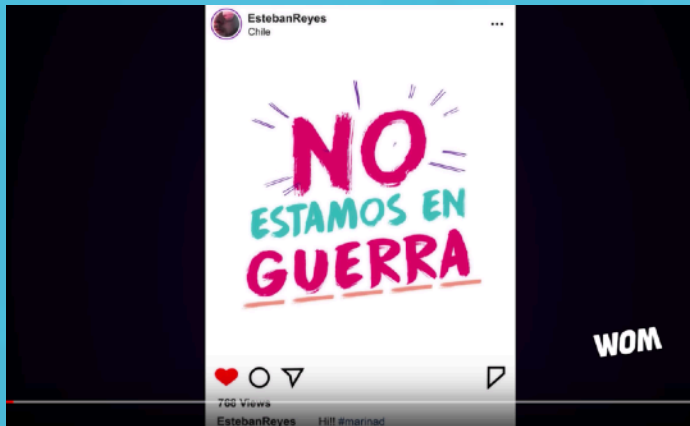 EstebanReyes
Chile
NO
ESTAMOS EN
GUERRA
WOM
768 Views
EstebanReyes Hi!! #marinad